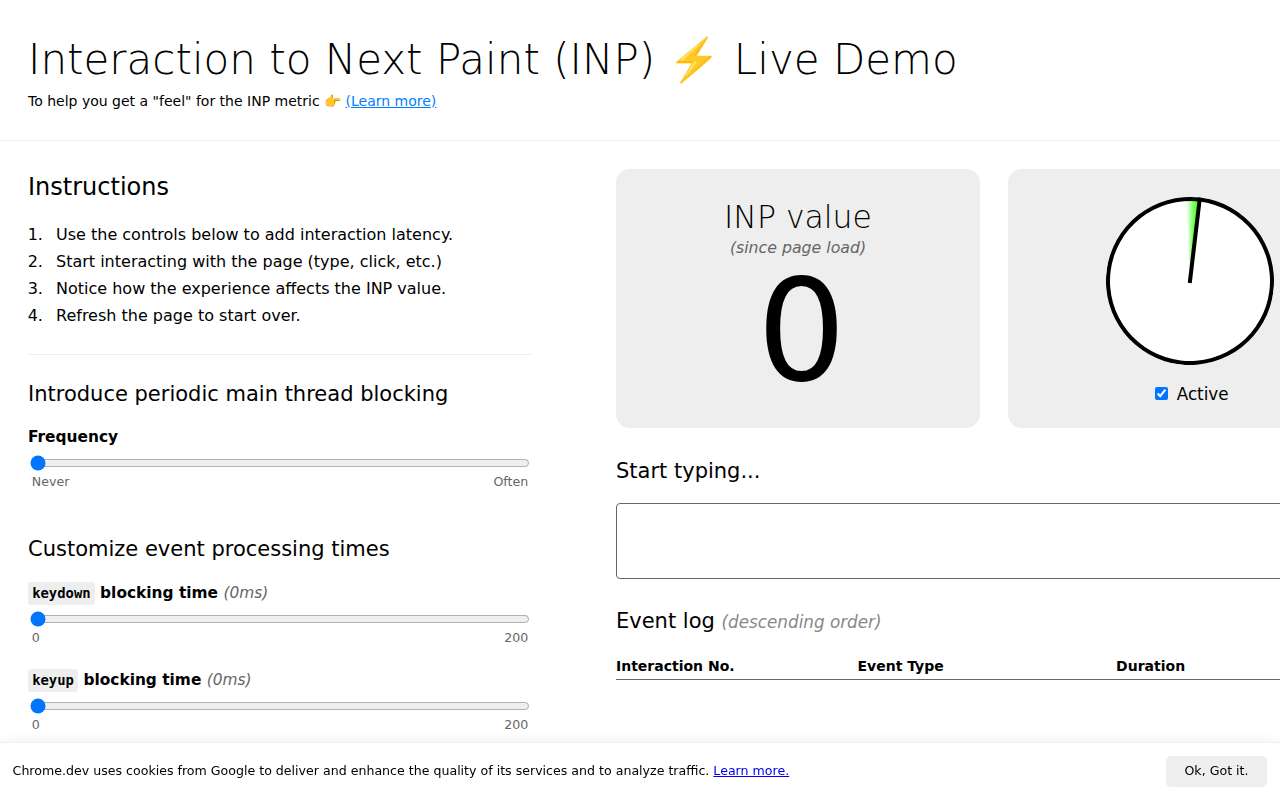 Interaction to Next Paint (INP) ⚡ Live Demo
To help you get a "feel" for the INP metric 👉 (Learn more)
Instructions
1. Use the controls below to add interaction latency.
2. Start interacting with the page (type, click, etc.)
3. Notice how the experience affects the INP value.
4. Refresh the page to start over.
Introduce periodic main thread blocking
Frequency
Never Often
Customize event processing times
keydown blocking time (0ms)
0 200
keyup blocking time (0ms)
0 200
INP value
(since page load)
0
Active
Start typing...
Event log (descending order)
Interaction No. Event Type Duration
Chrome.dev uses cookies from Google to deliver and enhance the quality of its services and to analyze traffic. Learn more.
Ok, Got it.